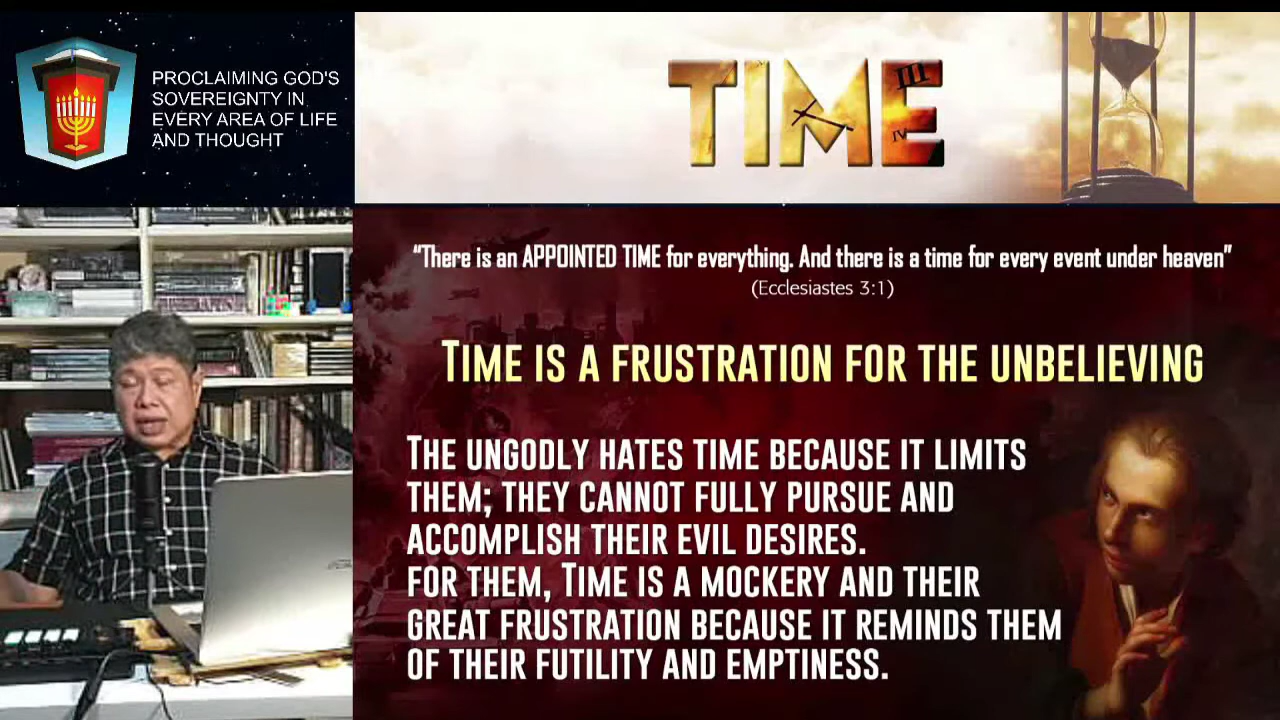 PROCLAIMING GOD'S
SOVEREIGNTY IN
EVERY AREA OF LIFE
AND THOUGHT
TIME
III
IV
“There is an APPOINTED TIME for everything. And there is a time for every event under heaven”
(Ecclesiastes 3:1)
TIME IS A FRUSTRATION FOR THE UNBELIEVING
THE UNGODLY HATES TIME BECAUSE IT LIMITS
THEM; THEY CANNOT FULLY PURSUE AND
ACCOMPLISH THEIR EVIL DESIRES.
FOR THEM, TIME IS A MOCKERY AND THEIR
GREAT FRUSTRATION BECAUSE IT REMINDS THEM
OF THEIR FUTILITY AND EMPTINESS.